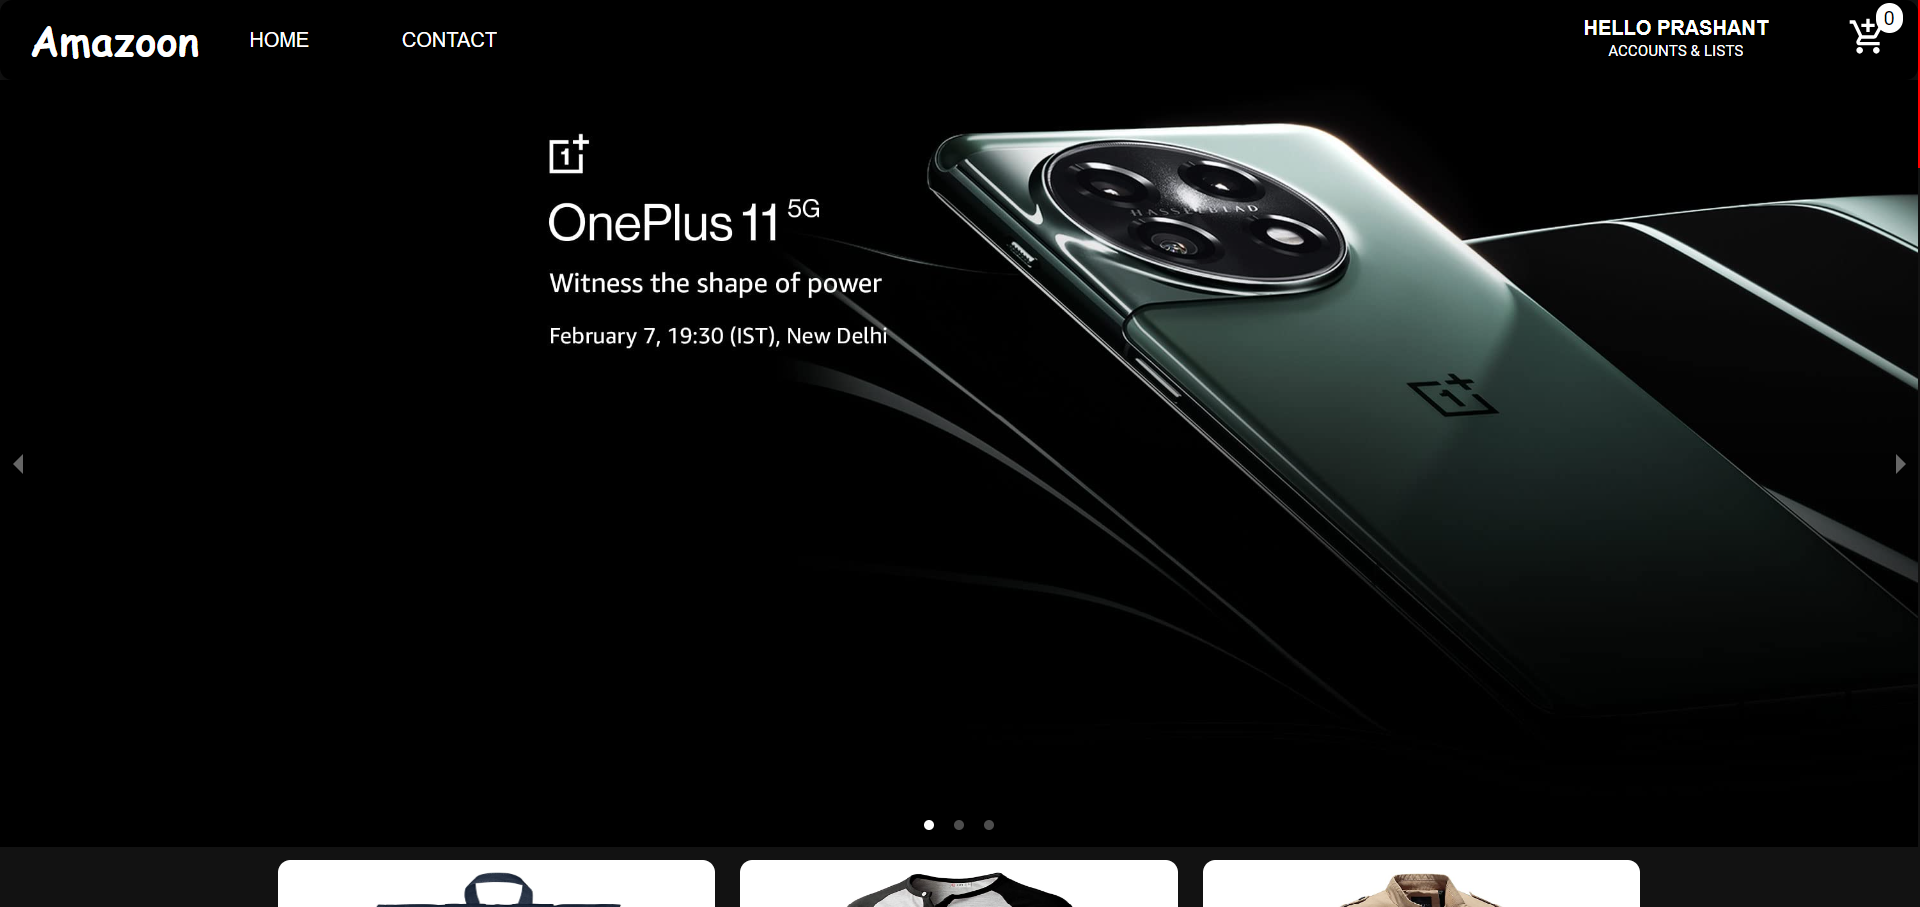 Amazoon
HOME
CONTACT
HELLO PRASHANT
ACCOUNTS & LISTS
0
OnePlus 11 5G
Witness the shape of power
February 7, 19:30 (IST), New Delhi
HASSELBLAD